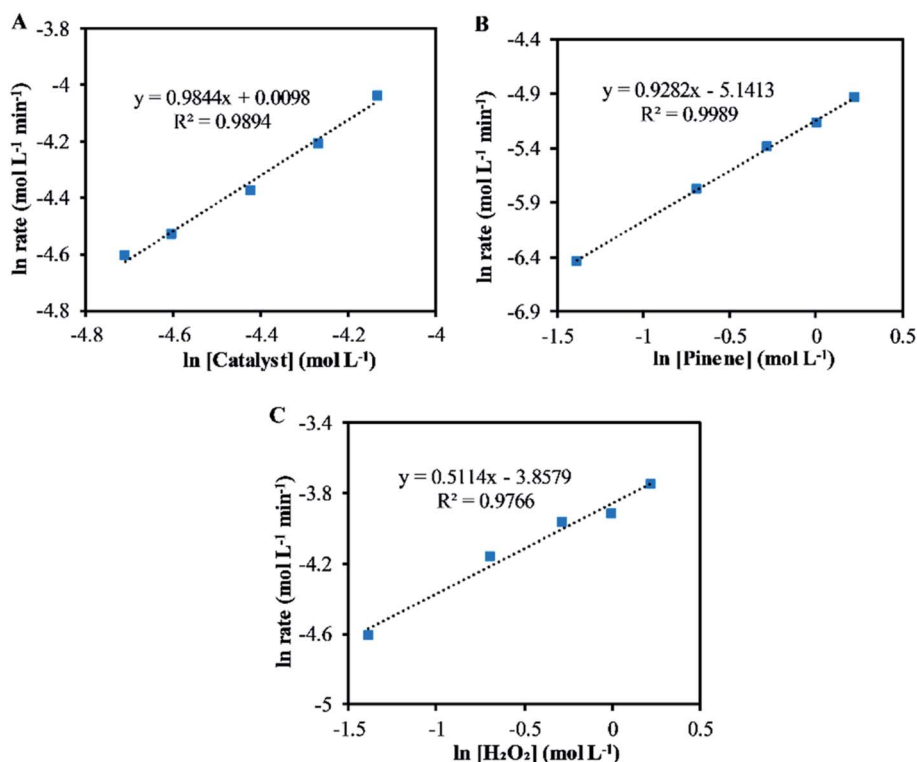 A
-3.8
-4
-4.2
-4.4
-4.6
-4.8
y = 0.9844x + 0.0098
R² = 0.9894
-4.8
-4.6
-4.4
-4.2
-4
ln rate (mol L⁻¹ min⁻¹)
ln [Catalyst] (mol L⁻¹)
B
-4.4
-4.9
-5.4
-5.9
-6.4
-6.9
y = 0.9282x - 5.1413
R² = 0.9989
-1.5
-1
-0.5
0
0.5
ln rate (mol L⁻¹ min⁻¹)
ln [Pinene] (mol L⁻¹)
C
-3.4
-3.8
-4.2
-4.6
-5
y = 0.5114x - 3.8579
R² = 0.9766
-1.5
-1
-0.5
0
0.5
ln rate (mol L⁻¹ min⁻¹)
ln [H₂O₂] (mol L⁻¹)